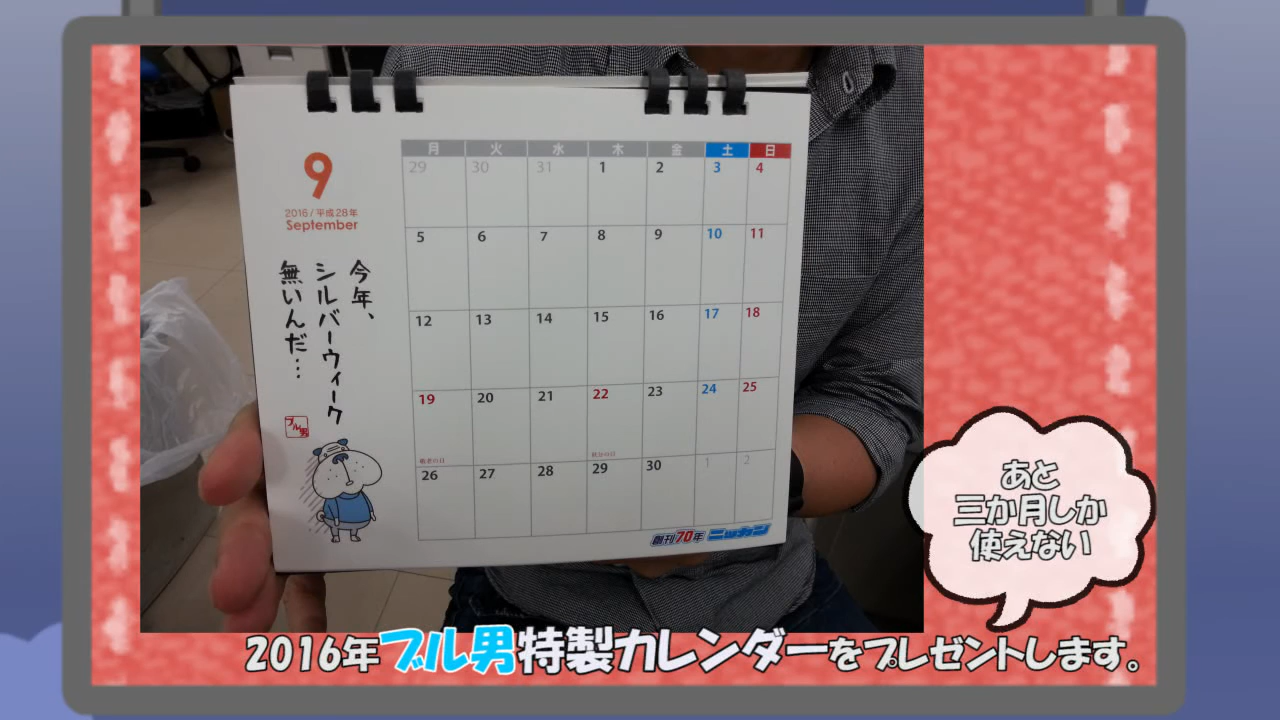 9
2016/平成28年
September
今年、
シルバーウィーク
無いんだ…
ブル男
月 火 水 木 金 土 日
29 30 31 1 2 3 4
5 6 7 8 9 10 11
12 13 14 15 16 17 18
19 20 21 22 23 24 25
敬老の日 秋分の日
26 27 28 29 30 1 2
創刊70年 ニッカン
あと
三か月しか
使えない
2016年ブル男特製カレンダーをプレゼントします。